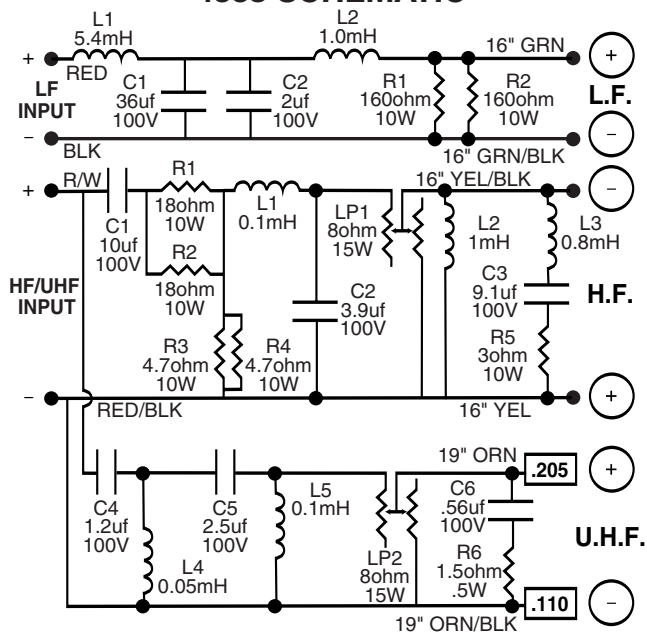 L1
5.4mH
L2
1.0mH
16" GRN
+
+
RED
LF
INPUT
C1
36uf
100V
C2
2uf
100V
R1
160ohm
10W
R2
160ohm
10W
L.F.
−
BLK
16" GRN/BLK
−
+
R/W
C1
10uf
100V
R1
18ohm
10W
R2
18ohm
10W
L1
0.1mH
LP1
8ohm
15W
16" YEL/BLK
−
L2
1mH
L3
0.8mH
HF/UHF
INPUT
C2
3.9uf
100V
C3
9.1uf
100V
H.F.
R3
4.7ohm
10W
R4
4.7ohm
10W
R5
3ohm
10W
−
RED/BLK
16" YEL
+
19" ORN
.205
+
C4
1.2uf
100V
C5
2.5uf
100V
L5
0.1mH
C6
.56uf
100V
U.H.F.
L4
0.05mH
LP2
8ohm
15W
R6
1.5ohm
.5W
19" ORN/BLK
.110
−